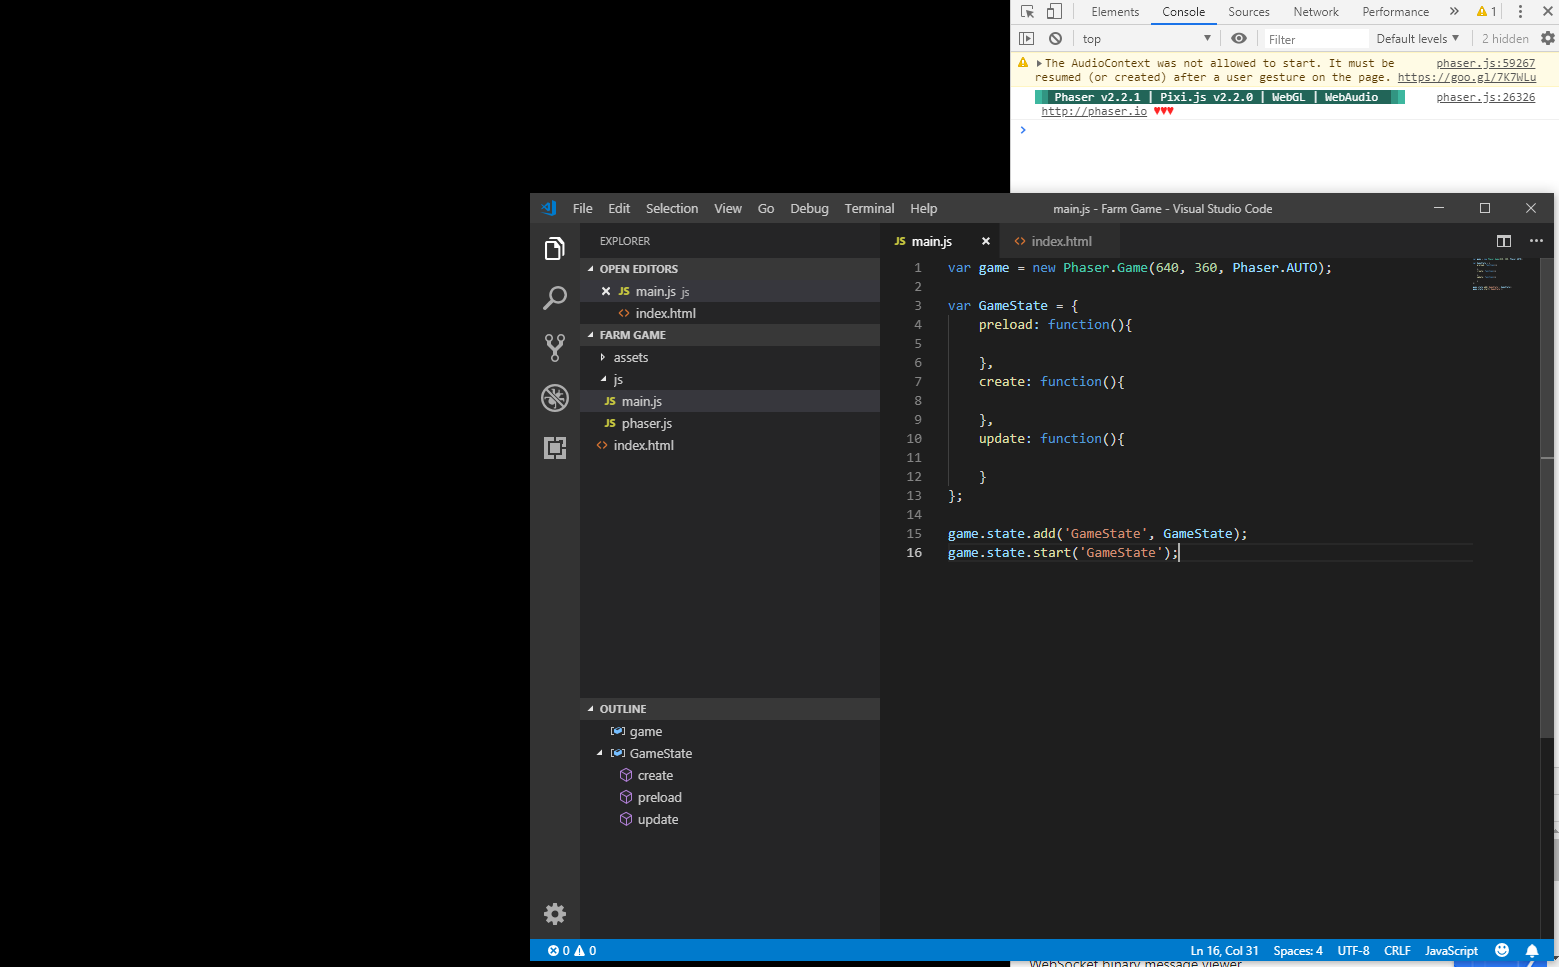 Elements Console Sources Network Performance » 1
top Filter Default levels 2 hidden
The AudioContext was not allowed to start. It must be phaser.js:59267
resumed (or created) after a user gesture on the page. https://goo.gl/7K7WLu
Phaser v2.2.1 | Pixi.js v2.2.0 | WebGL | WebAudio phaser.js:26326
http://phaser.io ♥♥♥
>
File Edit Selection View Go Debug Terminal Help main.js - Farm Game - Visual Studio Code
EXPLORER
OPEN EDITORS
JS main.js js
<> index.html
FARM GAME
assets
js
JS main.js
JS phaser.js
<> index.html
OUTLINE
game
GameState
create
preload
update
JS main.js <> index.html
1 var game = new Phaser.Game(640, 360, Phaser.AUTO);
2
3 var GameState = {
4 preload: function(){
5
6 },
7 create: function(){
8
9 },
10 update: function(){
11
12 }
13 };
14
15 game.state.add('GameState', GameState);
16 game.state.start('GameState');
0 0 Ln 16, Col 31 Spaces: 4 UTF-8 CRLF JavaScript
WebSocket binary message viewer